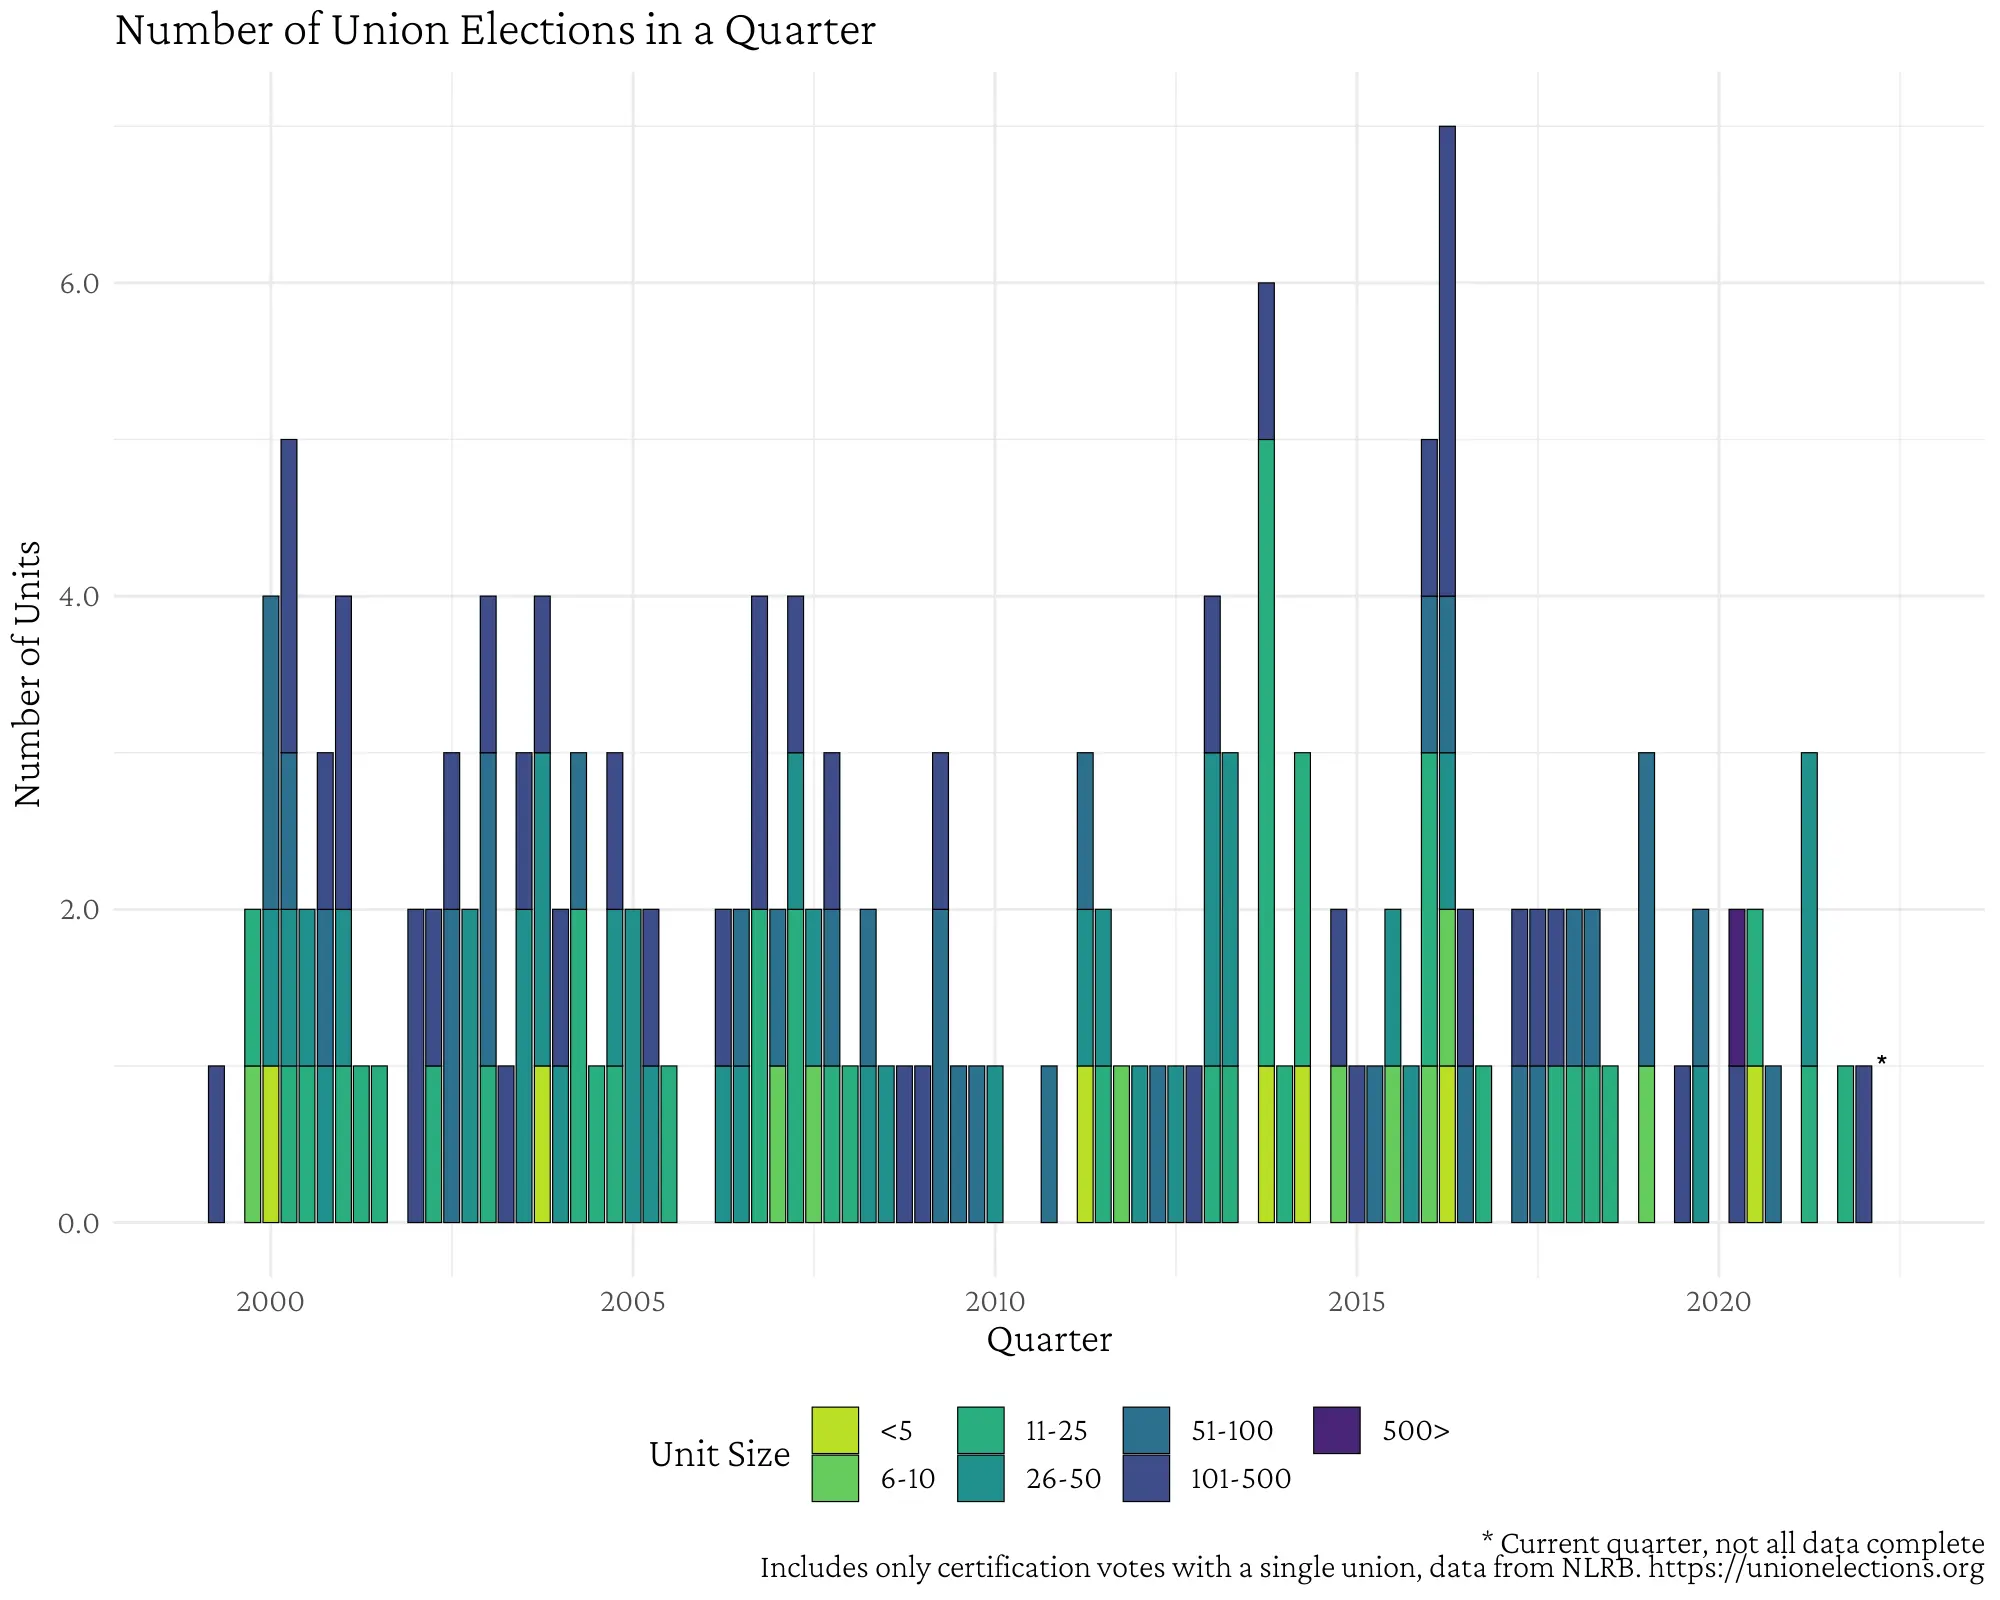 Number of Union Elections in a Quarter
Number of Units
6.0
4.0
2.0
0.0
*
2000 2005 2010 2015 2020
Quarter
Unit Size
<5 11-25 51-100 500>
6-10 26-50 101-500
* Current quarter, not all data complete
Includes only certification votes with a single union, data from NLRB. https://unionelections.org